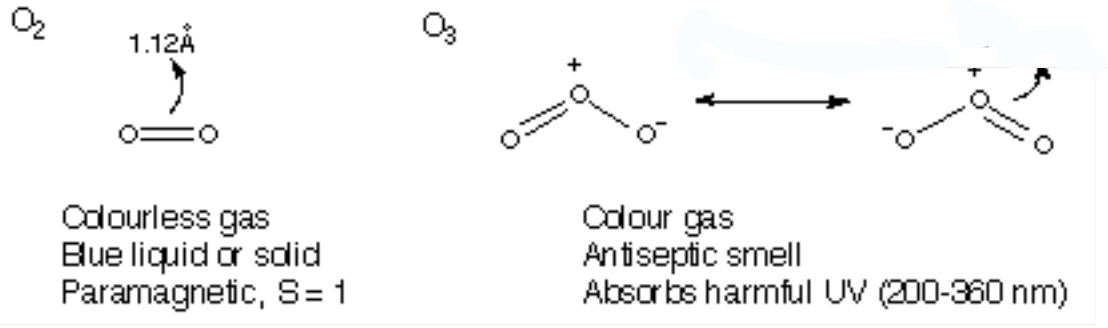 O2
1.12Å
O=O
O3
+
O
O
O-
+
O
-O
O
Colourless gas
Blue liquid or solid
Paramagnetic, S = 1
Colour gas
Antiseptic smell
Absorbs harmful UV (200-360 nm)